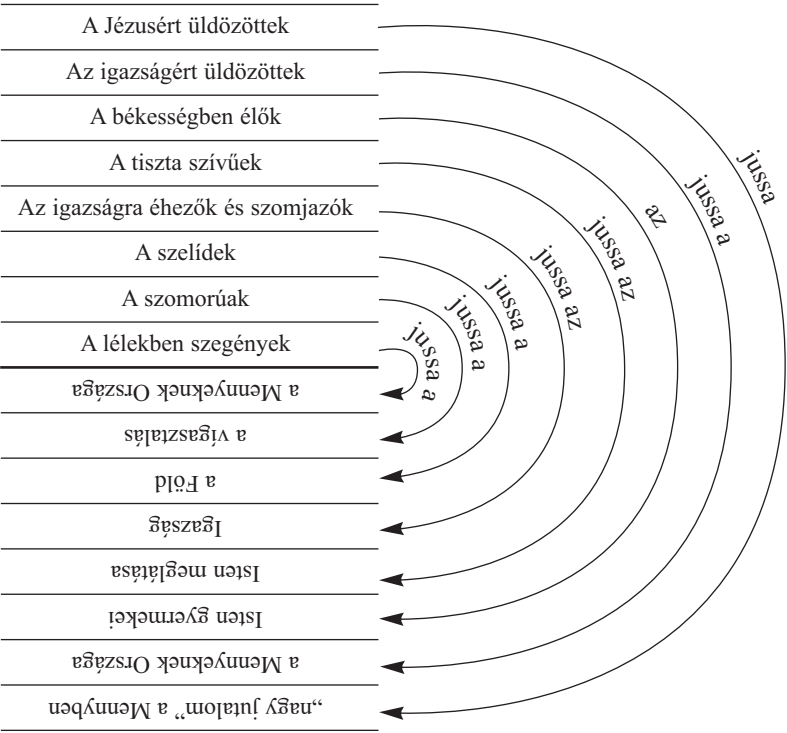 A Jézusért üldözöttek
Az igazságért üldözöttek
A békességben élők
A tiszta szívűek
Az igazságra éhezők és szomjazók
A szelídek
A szomorúak
A lélekben szegények
a Mennyeknek Országa
a vígasztalás
a Föld
Igazság
Isten meglátása
Isten gyermekei
a Mennyeknek Országa
„nagy jutalom” a Mennyben
jussa
jussa a
az
jussa az
jussa az
jussa a
jussa a
jussa a